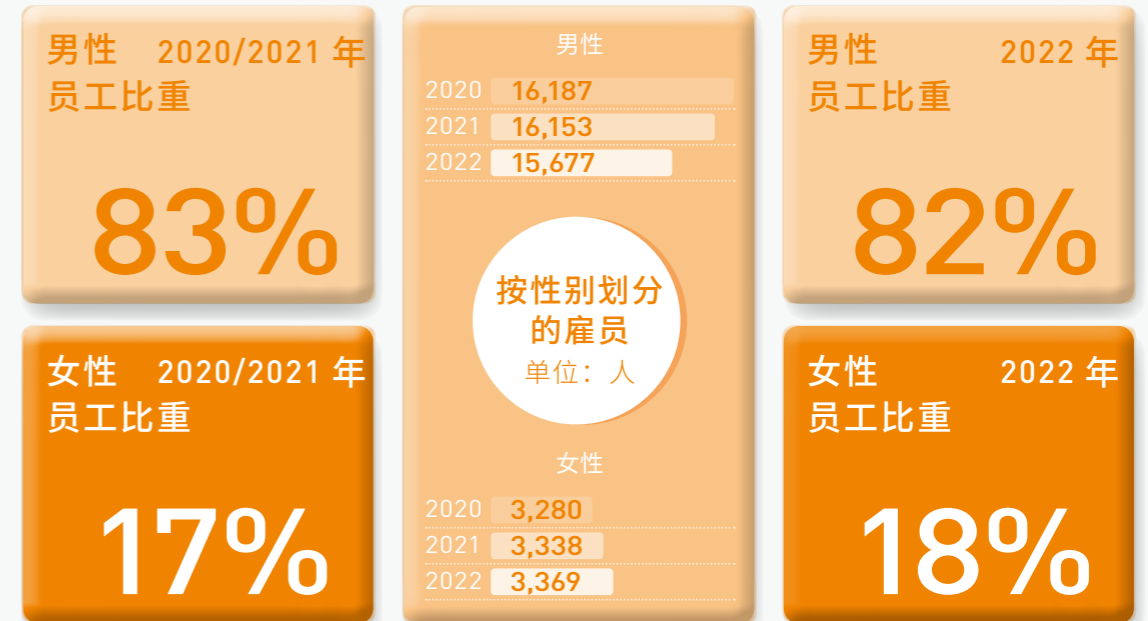 男性 2020/2021 年
员工比重
83%
女性 2020/2021 年
员工比重
17%
男性
2020 16,187
2021 16,153
2022 15,677
按性别划分
的雇员
单位：人
女性
2020 3,280
2021 3,338
2022 3,369
男性 2022 年
员工比重
82%
女性 2022 年
员工比重
18%